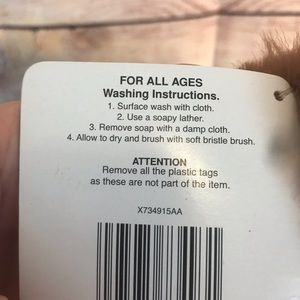 FOR ALL AGES
Washing Instructions.
1. Surface wash with cloth.
2. Use a soapy lather.
3. Remove soap with a damp cloth.
4. Allow to dry and brush with soft bristle brush.
ATTENTION
Remove all the plastic tags
as these are not part of the item.
X734915AA